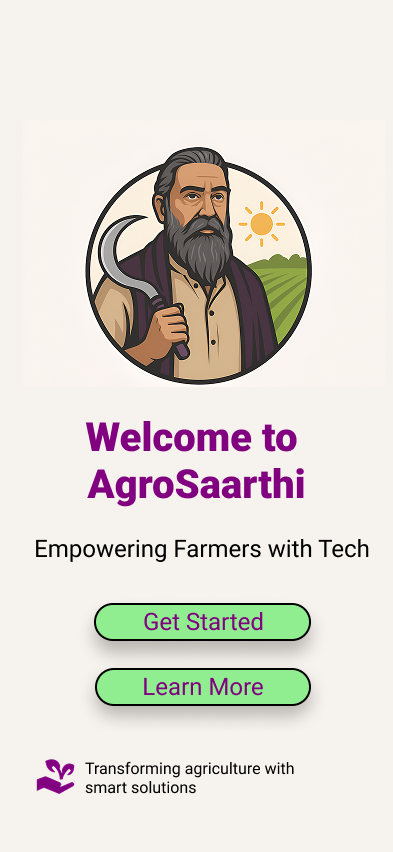 Welcome to
AgroSaarthi
Empowering Farmers with Tech
Get Started
Learn More
Transforming agriculture with
smart solutions